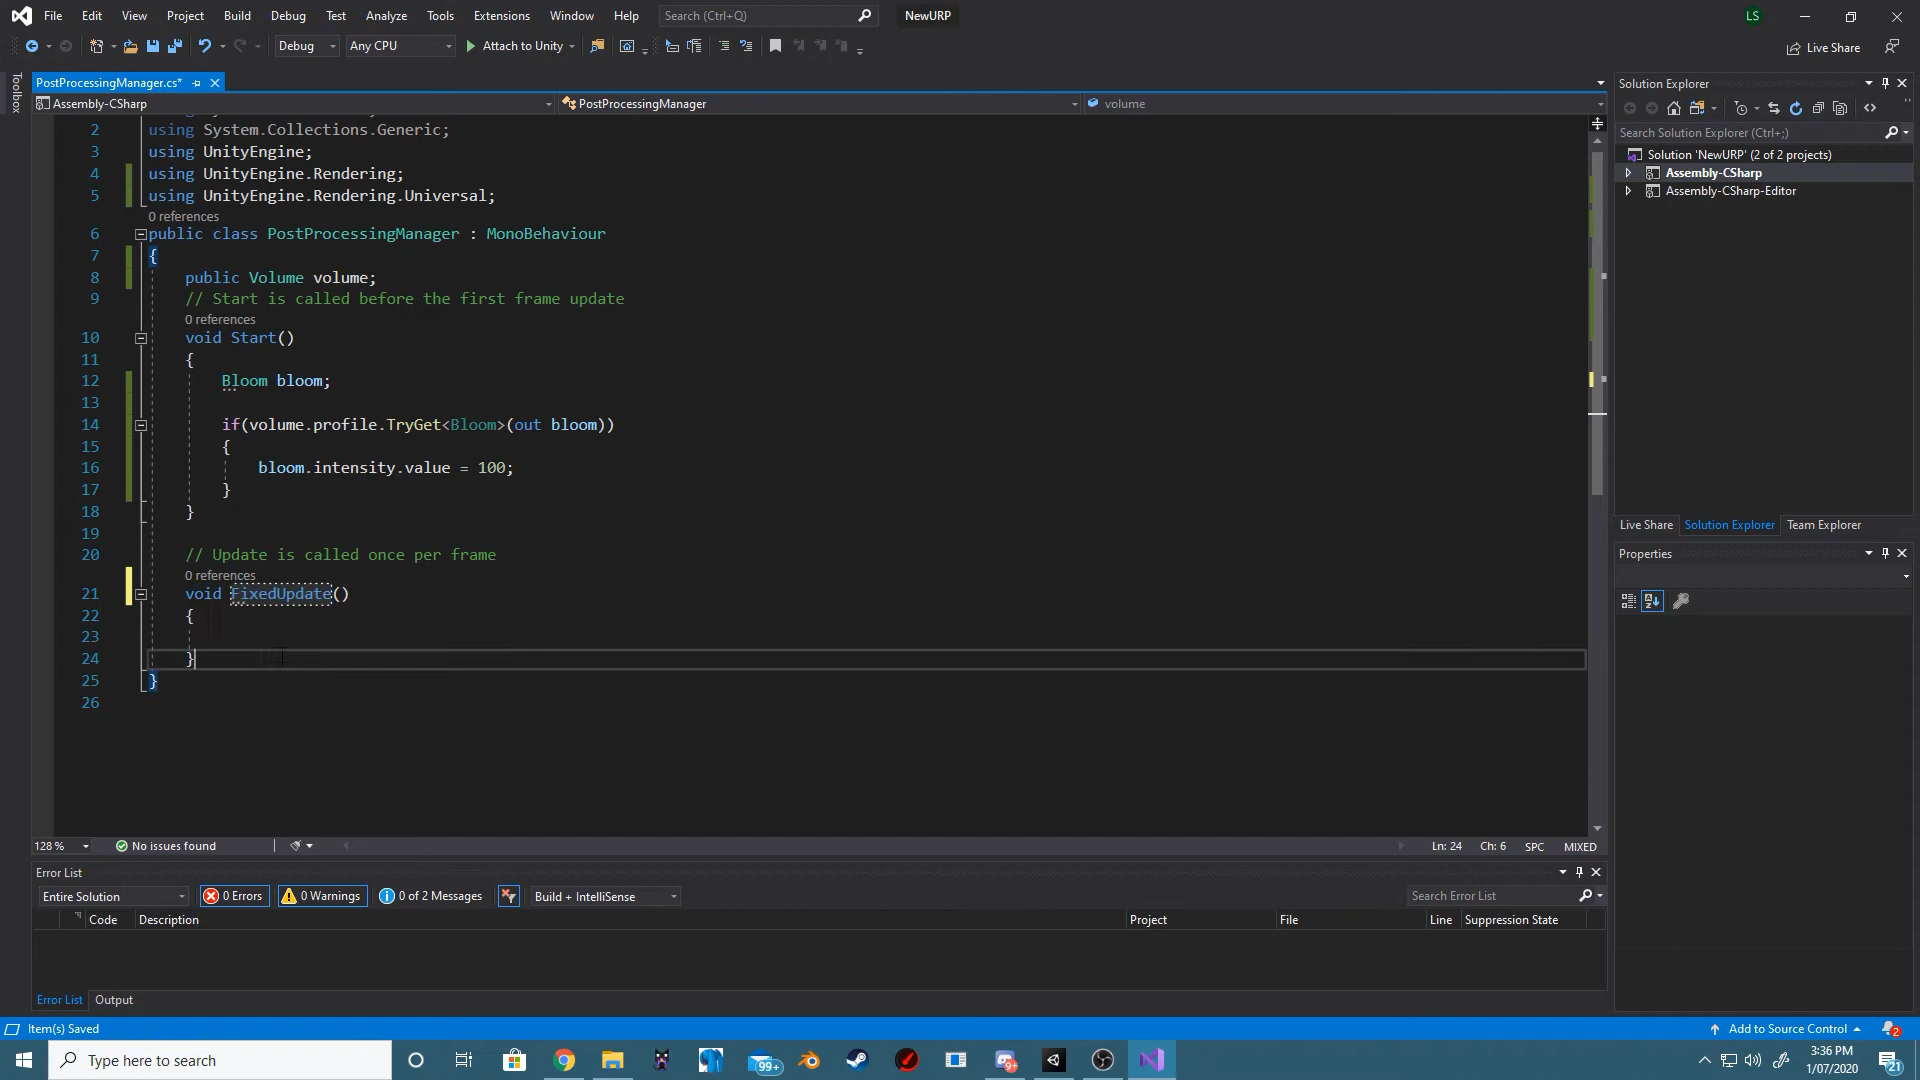 File Edit View Project Build Debug Test Analyze Tools Extensions Window Help Search (Ctrl+Q) NewURP LS
Debug Any CPU Attach to Unity Live Share
Toolbox
PostProcessingManager.cs*
Assembly-CSharp PostProcessingManager volume
2 using System.Collections.Generic;
3 using UnityEngine;
4 using UnityEngine.Rendering;
5 using UnityEngine.Rendering.Universal;
0 references
6 public class PostProcessingManager : MonoBehaviour
7 {
8 public Volume volume;
9 // Start is called before the first frame update
0 references
10 void Start()
11 {
12 Bloom bloom;
13
14 if(volume.profile.TryGet<Bloom>(out bloom))
15 {
16 bloom.intensity.value = 100;
17 }
18 }
19
20 // Update is called once per frame
0 references
21 void FixedUpdate()
22 {
23
24 }
25 }
26
128 % No issues found Ln: 24 Ch: 6 SPC MIXED
Error List
Entire Solution 0 Errors 0 Warnings 0 of 2 Messages Build + IntelliSense Search Error List
Code Description Project File Line Suppression State
Error List Output
Solution Explorer
Search Solution Explorer (Ctrl+;)
Solution 'NewURP' (2 of 2 projects)
Assembly-CSharp
Assembly-CSharp-Editor
Live Share Solution Explorer Team Explorer
Properties
Item(s) Saved Add to Source Control 2
Type here to search 99+ 9+ 3:36 PM
1/07/2020 21